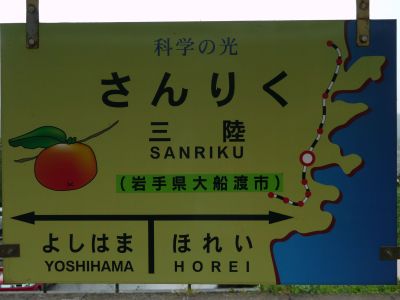 科学の光
さんりく
三陸
SANRIKU
(岩手県大船渡市)
よしはま ほれい
YOSHIHAMA HOREI